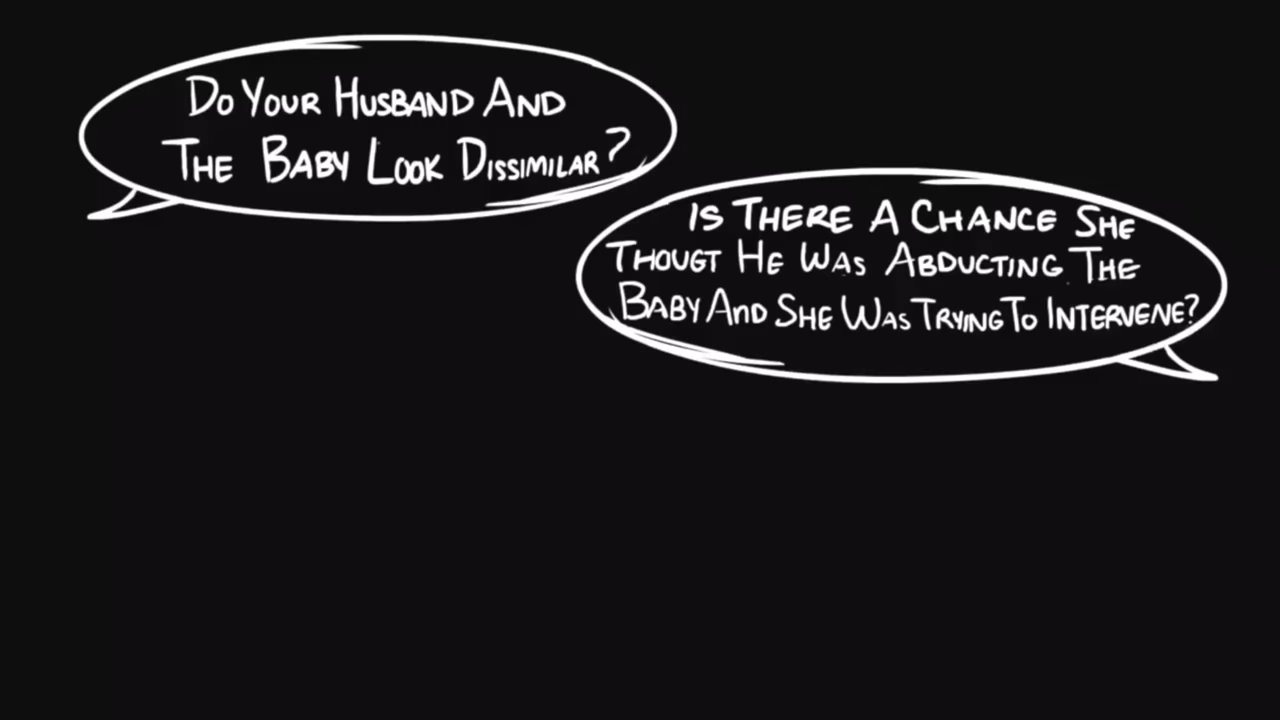 Do Your Husband And
The Baby Look Dissimilar?
Is There A Chance She
Thougt He Was Abducting The
Baby And She Was Trying To Intervene?